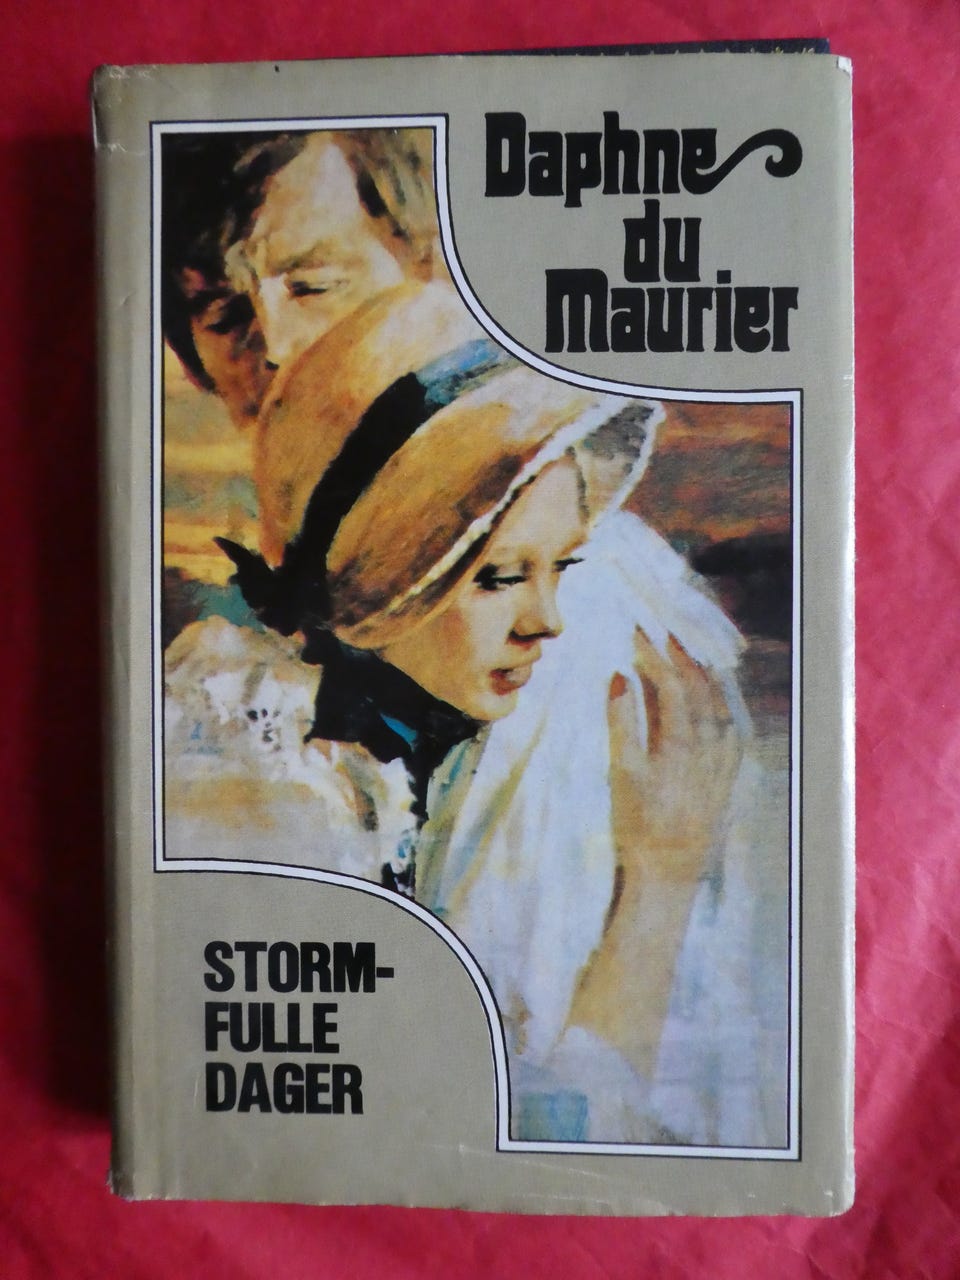 Daphne
du
Maurier
STORM-
FULLE
DAGER